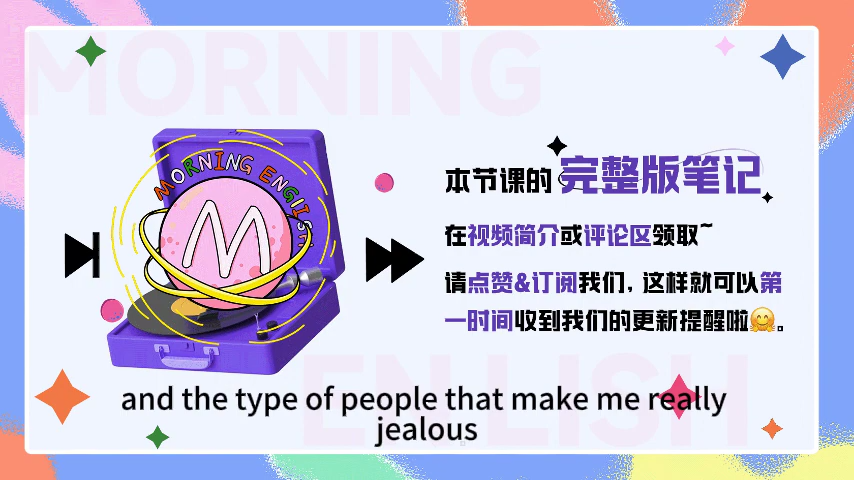 MORNING
MORNING ENGLISH
M
本节课的 完整版笔记
在视频简介或评论区领取~
请点赞&订阅我们，这样就可以第
一时间收到我们的更新提醒啦🤗。
ENGLISH
and the type of people that make me really
jealous